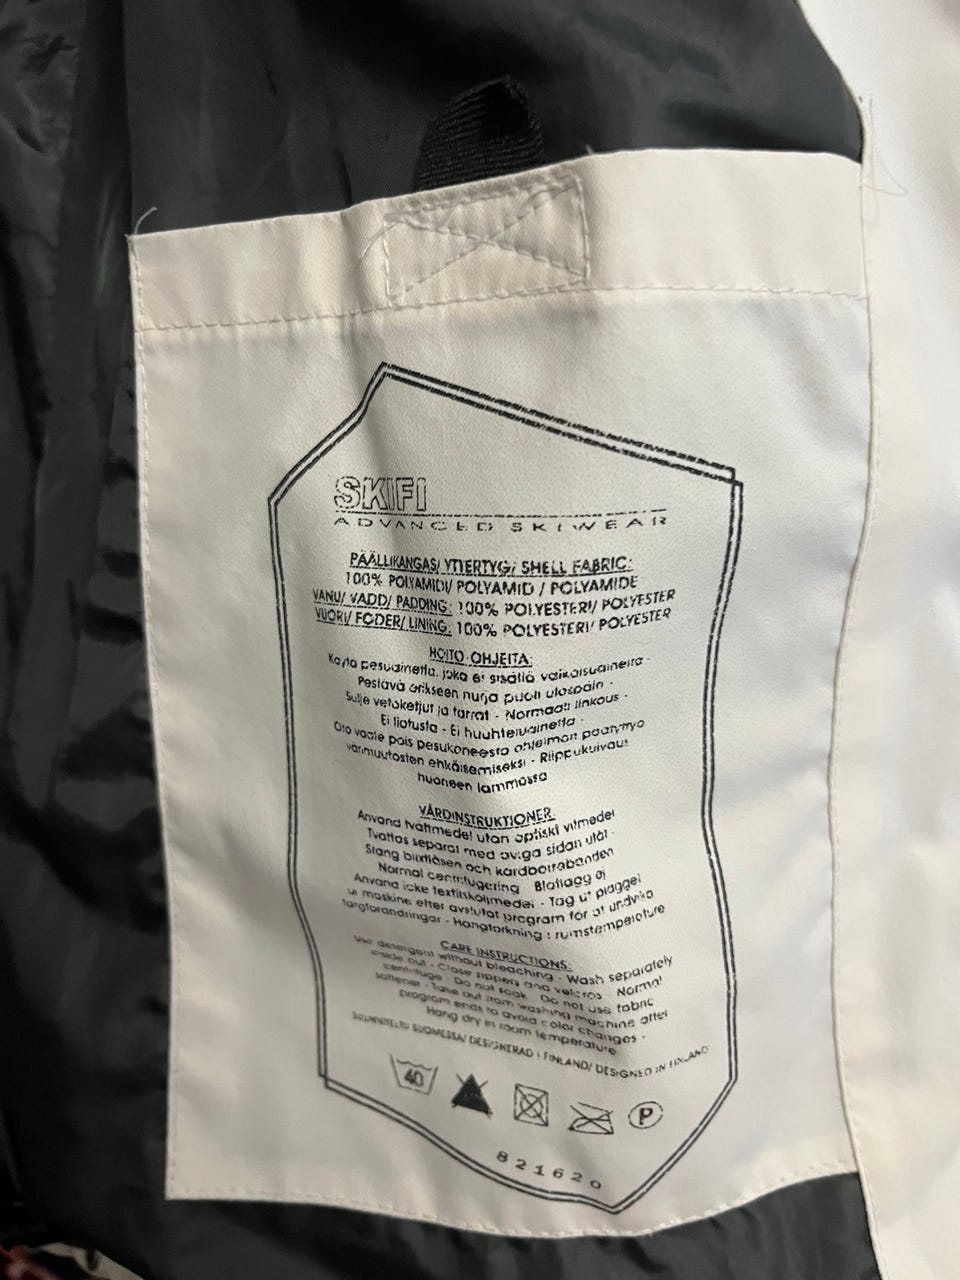 SKIFI
ADVANCED SKIWEAR
PÄÄLLIKANGAS/ YTTERTYG/ SHELL FABRIC:
100% POLYAMIDI/ POLYAMID / POLYAMIDE
VANU/ VADD/ PADDING: 100% POLYESTERI/ POLYESTER
VUORI/ FODER/ LINING: 100% POLYESTERI/ POLYESTER
HOITO-OHJEITA:
Käytä pesuainetta, joka ei sisällä valkaisuaineita -
Pestävä erikseen nurja puoli ulospäin -
Sulje vetoketjut ja tarrat - Normaali linkous -
Ei liotusta - Ei huuhteluainetta -
Ota vaate pois pesukoneesta ohjelman päätyttyä
värimuutosten ehkäisemiseksi - Riippukuivaus
huoneen lämmössä
VÅRDINSTRUKTIONER
Använd tvättmedel utan optiskt vitmedel
Tvättas separat med aviga sidan utåt -
Stäng blixtlåsen och kardborrebanden
Normal centrifugering Blötlägg ej
Använd icke textilsköljmedel - Tag ut plagget
ur maskine efter avslutat program för at undvika
färgförändringar - Hängtorkning i rumstemperature
CARE INSTRUCTIONS:
Use detergent without bleaching - Wash separately
inside out - Close zippers and velcros - Normal
centrifuge Do not soak Do not use fabric
softener - Take out from washing machine after
program ends to avoid color changes -
Hang dry in room temperature
SUUNNITELTU SUOMESSA/ DESIGNERAD I FINLAND/ DESIGNED IN FINLAND
40
P
821620